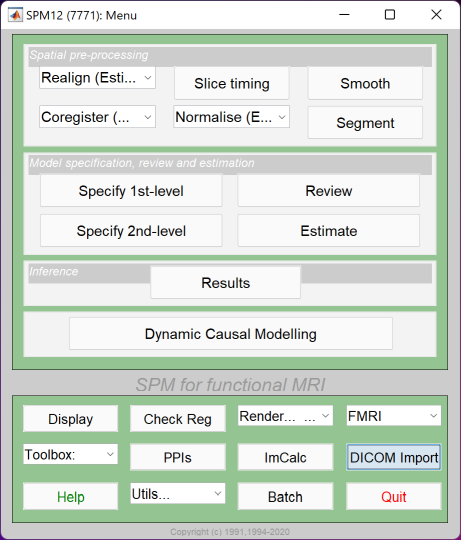 SPM12 (7771): Menu
Spatial pre-processing
Realign (Esti... Slice timing Smooth
Coregister (... Normalise (E... Segment
Model specification, review and estimation
Specify 1st-level Review
Specify 2nd-level Estimate
Inference
Results
Dynamic Causal Modelling
SPM for functional MRI
Display Check Reg Render... ... FMRI
Toolbox: PPIs ImCalc DICOM Import
Help Utils... Batch Quit
Copyright (c) 1991,1994-2020